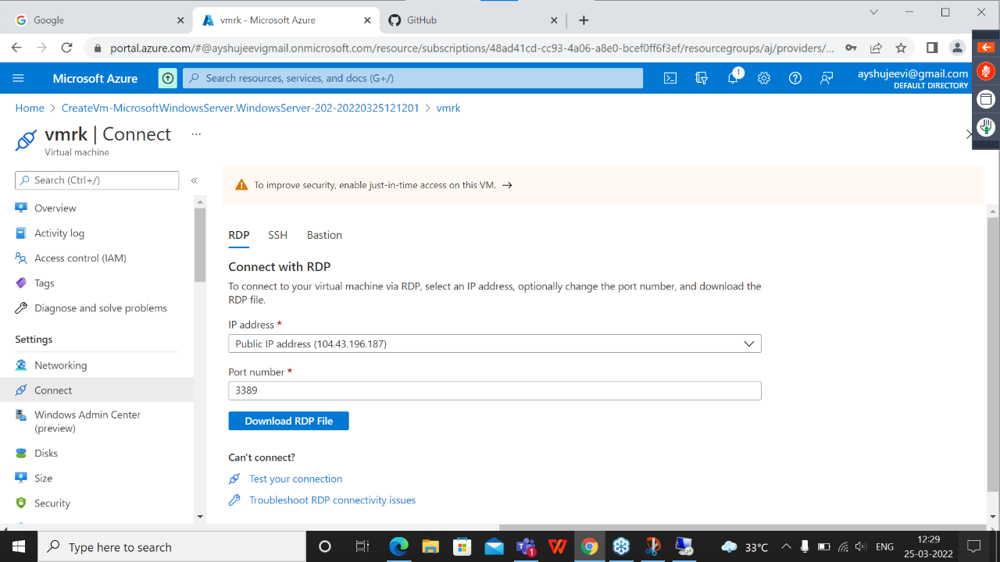 Google
vmrk - Microsoft Azure
GitHub
portal.azure.com/#@ayshujeevigmail.onmicrosoft.com/resource/subscriptions/48ad41cd-cc93-4a06-a8e0-bcef0ff6f3ef/resourcegroups/aj/providers/...
Microsoft Azure
Search resources, services, and docs (G+/)
1
ayshujeevi@gmail.com
DEFAULT DIRECTORY
Home > CreateVm-MicrosoftWindowsServer.WindowsServer-202-20220325121201 > vmrk
vmrk | Connect ...
Virtual machine
Search (Ctrl+/)
Overview
Activity log
Access control (IAM)
Tags
Diagnose and solve problems
Settings
Networking
Connect
Windows Admin Center
(preview)
Disks
Size
Security
To improve security, enable just-in-time access on this VM. →
RDP SSH Bastion
Connect with RDP
To connect to your virtual machine via RDP, select an IP address, optionally change the port number, and download the
RDP file.
IP address *
Public IP address (104.43.196.187)
Port number *
3389
Download RDP File
Can't connect?
Test your connection
Troubleshoot RDP connectivity issues
Type here to search
1
33°C
ENG
12:29
25-03-2022